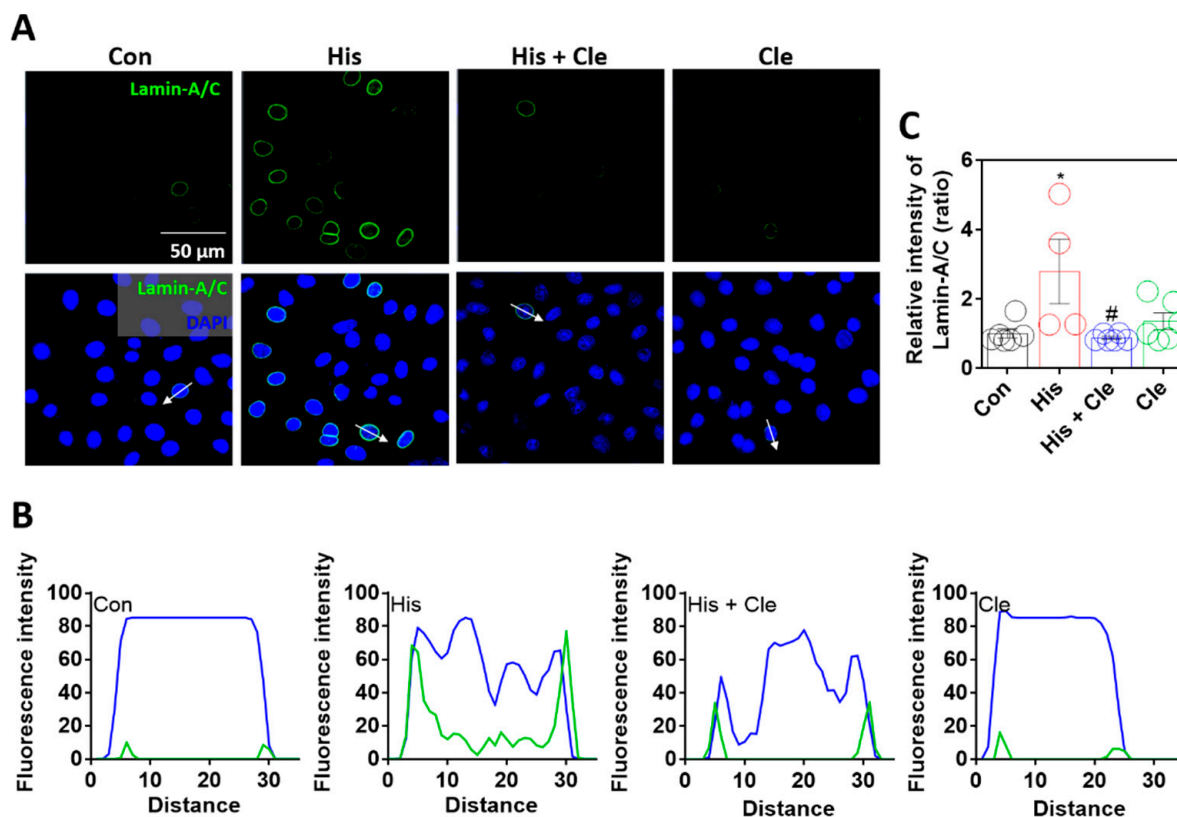 A
Con His His + Cle Cle
Lamin-A/C
50 μm
Lamin-A/C
DAPI
C
Relative intensity of
Lamin-A/C (ratio)
6
4
2
0
*
#
Con His His + Cle Cle
B
Fluorescence intensity
100
80
60
40
20
0
Con
0 10 20 30
Distance
Fluorescence intensity
100
80
60
40
20
0
His
0 10 20 30
Distance
Fluorescence intensity
100
80
60
40
20
0
His + Cle
0 10 20 30
Distance
Fluorescence intensity
100
80
60
40
20
0
Cle
0 10 20 30
Distance